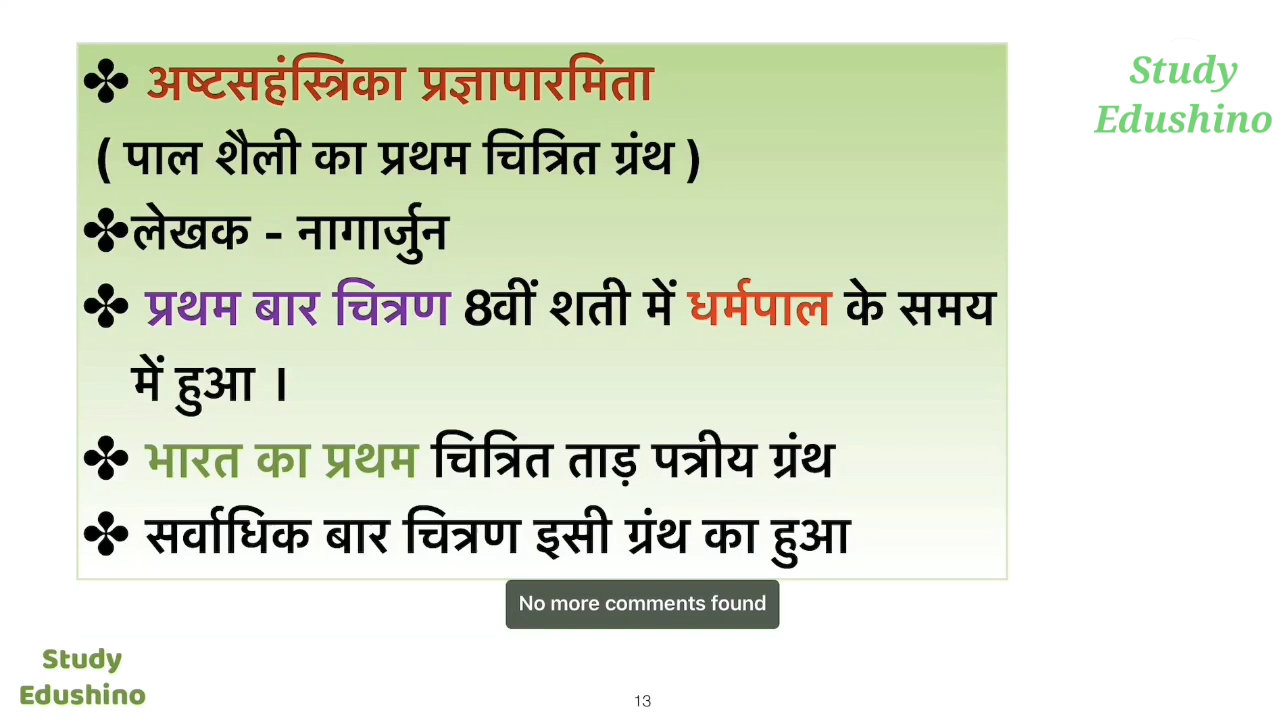 ✤ अष्टसहंस्त्रिका प्रज्ञापारमिता
( पाल शैली का प्रथम चित्रित ग्रंथ )
✤लेखक - नागार्जुन
✤ प्रथम बार चित्रण 8वीं शती में धर्मपाल के समय
में हुआ ।
✤ भारत का प्रथम चित्रित ताड़ पत्रीय ग्रंथ
✤ सर्वाधिक बार चित्रण इसी ग्रंथ का हुआ
Study
Edushino
No more comments found
Study
Edushino
13